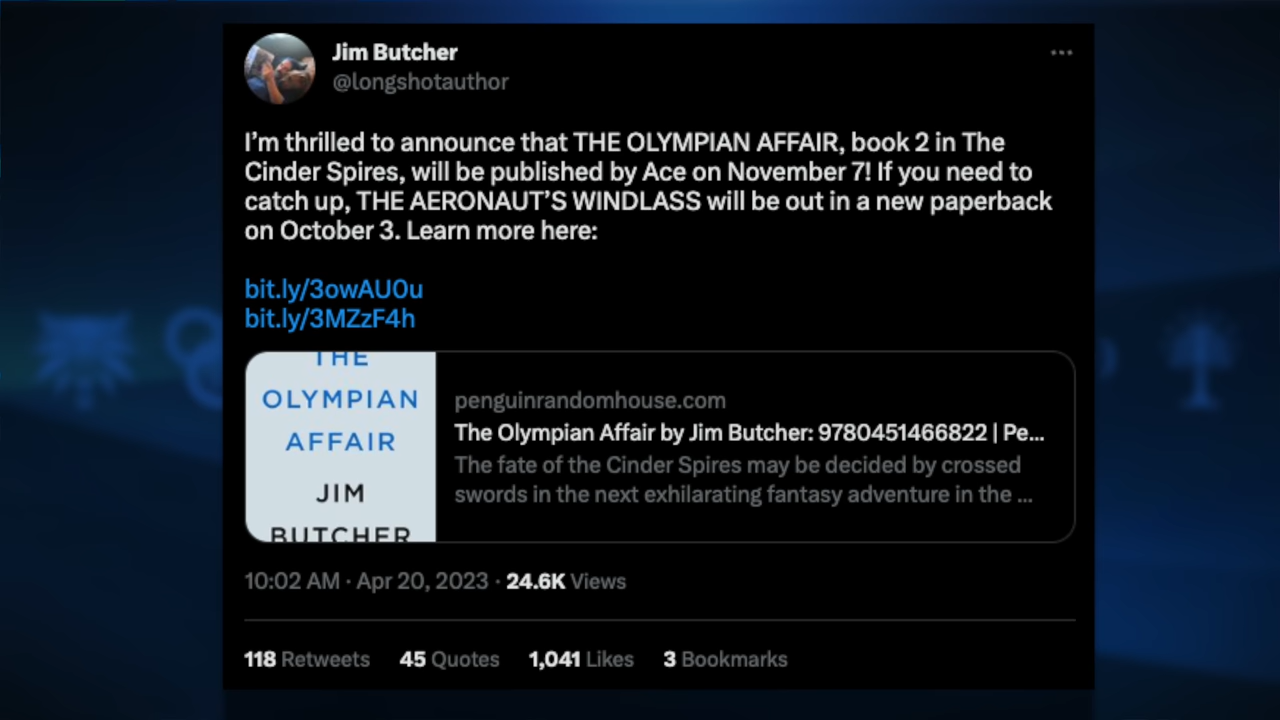 Jim Butcher
@longshotauthor
I'm thrilled to announce that THE OLYMPIAN AFFAIR, book 2 in The
Cinder Spires, will be published by Ace on November 7! If you need to
catch up, THE AERONAUT'S WINDLASS will be out in a new paperback
on October 3. Learn more here:
bit.ly/3owAU0u
bit.ly/3MZzF4h
THE
OLYMPIAN
AFFAIR
JIM
BUTCHER
penguinrandomhouse.com
The Olympian Affair by Jim Butcher: 9780451466822 | Pe...
The fate of the Cinder Spires may be decided by crossed
swords in the next exhilarating fantasy adventure in the ...
10:02 AM · Apr 20, 2023 · 24.6K Views
118 Retweets 45 Quotes 1,041 Likes 3 Bookmarks